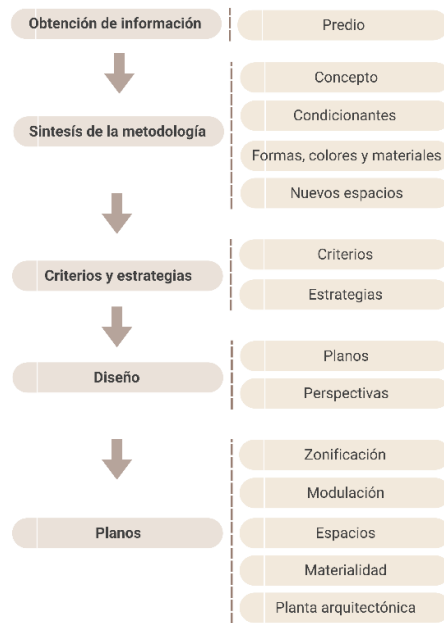 Obtención de información
Predio
Sintesís de la metodología
Concepto
Condicionantes
Formas, colores y materiales
Nuevos espacios
Criterios y estrategias
Criterios
Estrategias
Diseño
Planos
Perspectivas
Planos
Zonificación
Modulación
Espacios
Materialidad
Planta arquitectónica